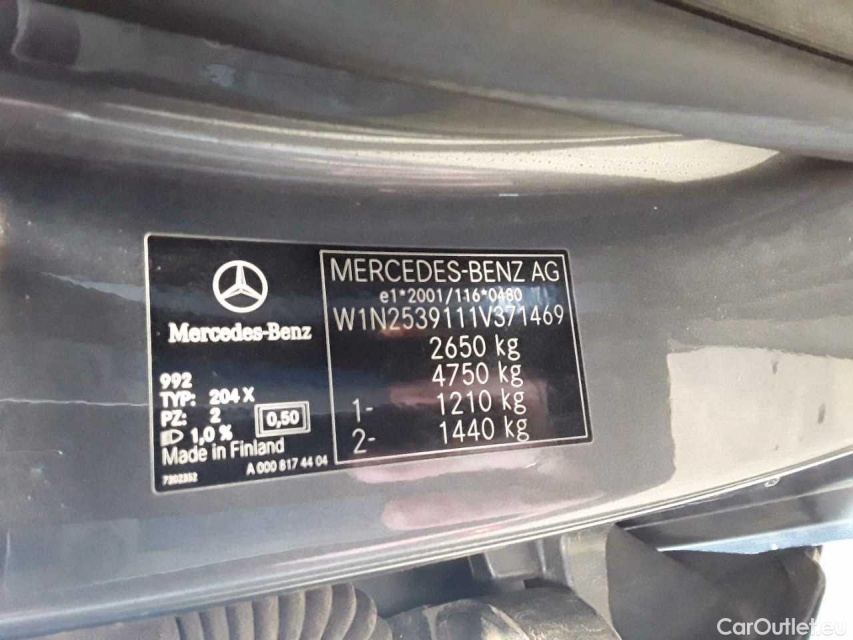 Mercedes-Benz
992
TYP: 204 X
PZ: 2
0,50
1,0 %
Made in Finland
7302352
A 000 817 44 04
MERCEDES-BENZ AG
e1*2001/116*0480
W1N2539111V371469
2650 kg
4750 kg
1- 1210 kg
2- 1440 kg
CarOutlet.eu